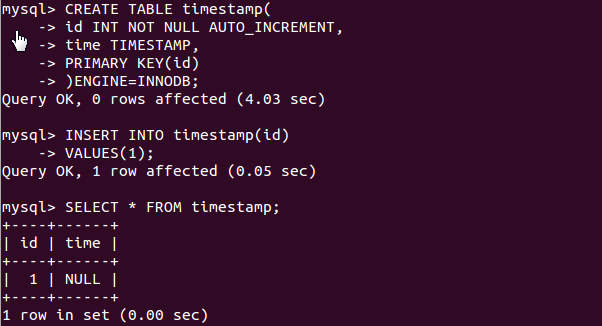 mysql> CREATE TABLE timestamp(
    -> id INT NOT NULL AUTO_INCREMENT,
    -> time TIMESTAMP,
    -> PRIMARY KEY(id)
    -> )ENGINE=INNODB;
Query OK, 0 rows affected (4.03 sec)

mysql> INSERT INTO timestamp(id)
    -> VALUES(1);
Query OK, 1 row affected (0.05 sec)

mysql> SELECT * FROM timestamp;
+----+------+
| id | time |
+----+------+
|  1 | NULL |
+----+------+
1 row in set (0.00 sec)